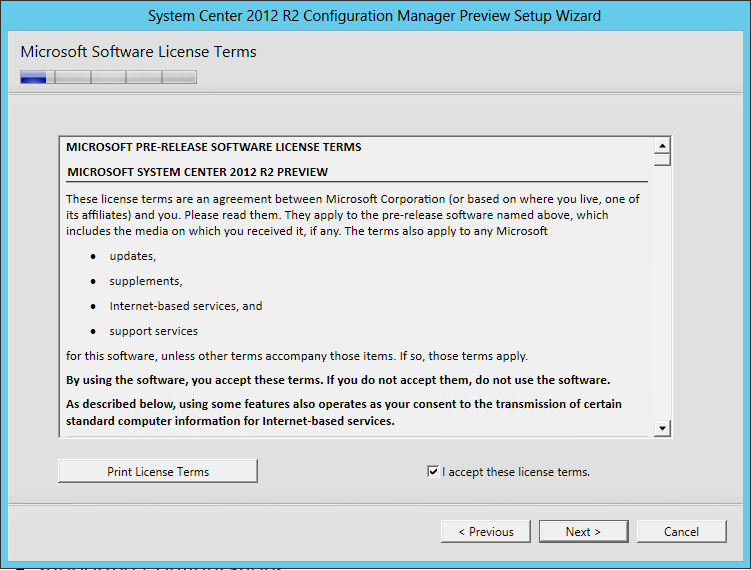 System Center 2012 R2 Configuration Manager Preview Setup Wizard
Microsoft Software License Terms
MICROSOFT PRE-RELEASE SOFTWARE LICENSE TERMS
MICROSOFT SYSTEM CENTER 2012 R2 PREVIEW
These license terms are an agreement between Microsoft Corporation (or based on where you live, one of
its affiliates) and you. Please read them. They apply to the pre-release software named above, which
includes the media on which you received it, if any. The terms also apply to any Microsoft
• updates,
• supplements,
• Internet-based services, and
• support services
for this software, unless other terms accompany those items. If so, those terms apply.
By using the software, you accept these terms. If you do not accept them, do not use the software.
As described below, using some features also operates as your consent to the transmission of certain
standard computer information for Internet-based services.
Print License Terms
I accept these license terms.
< Previous
Next >
Cancel